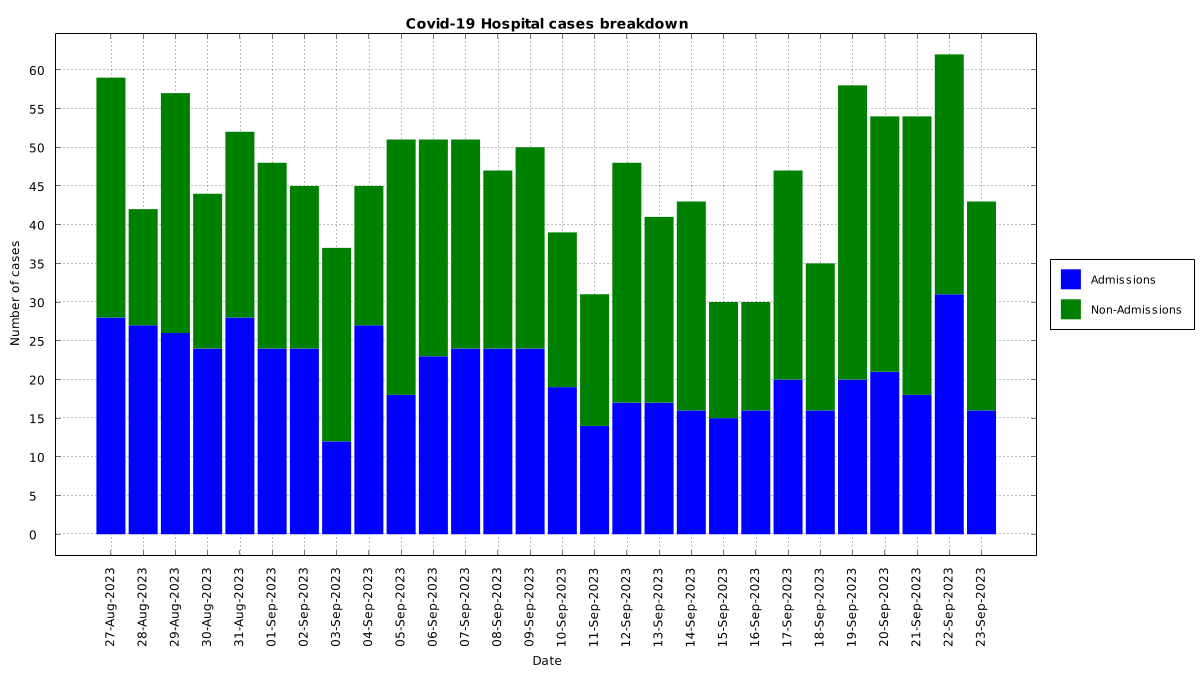 Covid-19 Hospital cases breakdown
60
55
50
45
40
35
30
25
20
15
10
5
0
Number of cases
27-Aug-2023
28-Aug-2023
29-Aug-2023
30-Aug-2023
31-Aug-2023
01-Sep-2023
02-Sep-2023
03-Sep-2023
04-Sep-2023
05-Sep-2023
06-Sep-2023
07-Sep-2023
08-Sep-2023
09-Sep-2023
10-Sep-2023
11-Sep-2023
12-Sep-2023
13-Sep-2023
14-Sep-2023
15-Sep-2023
16-Sep-2023
17-Sep-2023
18-Sep-2023
19-Sep-2023
20-Sep-2023
21-Sep-2023
22-Sep-2023
23-Sep-2023
Date
Admissions
Non-Admissions